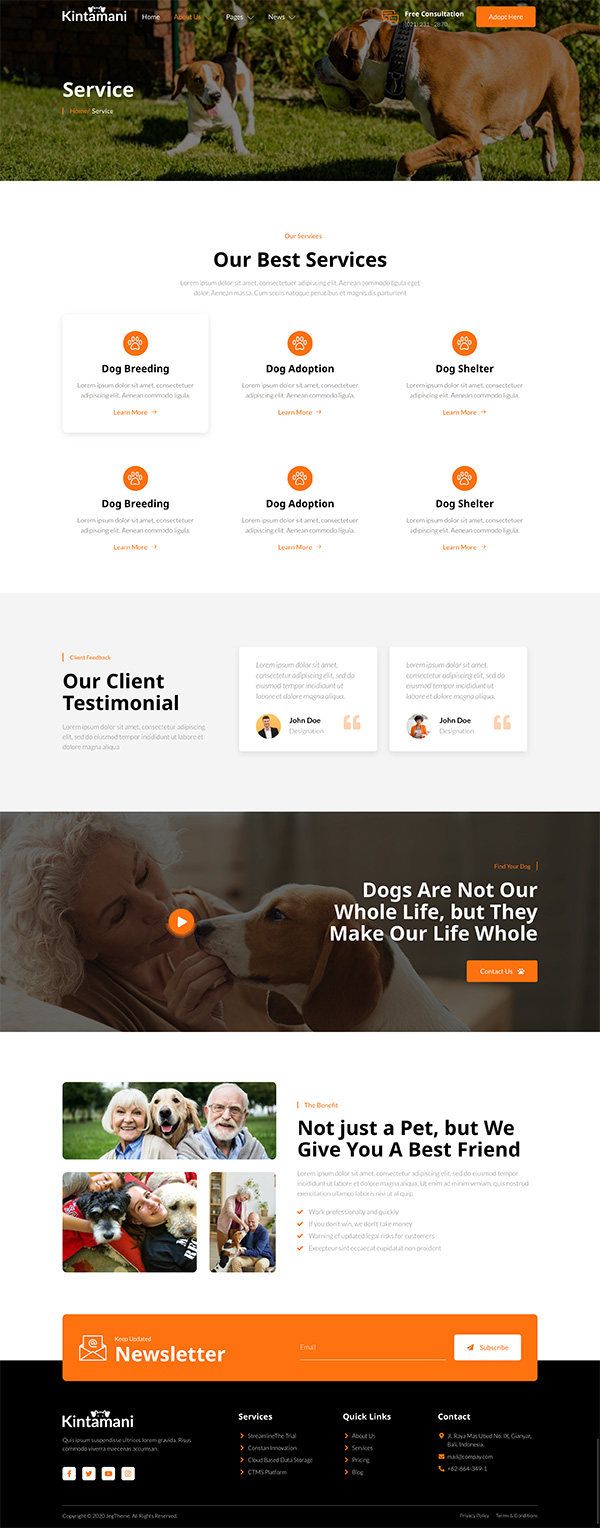 Kintamani
Home
About Us
Pages
News
Free Consultation
Adopt Here
Service
Home/ Service
Our Services
Our Best Services
Lorem ipsum dolor sit amet, consectetuer adipiscing elit. Aenean commodo ligula eget
dolor. Aenean massa. Cum sociis natoque penatibus et magnis dis parturient
Dog Breeding
Lorem ipsum dolor sit amet, consectetuer
adipiscing elit. Aenean commodo ligula.
Learn More
Dog Adoption
Lorem ipsum dolor sit amet, consectetuer
adipiscing elit. Aenean commodo ligula.
Learn More
Dog Shelter
Lorem ipsum dolor sit amet, consectetuer
adipiscing elit. Aenean commodo ligula.
Learn More
Dog Breeding
Lorem ipsum dolor sit amet, consectetuer
adipiscing elit. Aenean commodo ligula.
Learn More
Dog Adoption
Lorem ipsum dolor sit amet, consectetuer
adipiscing elit. Aenean commodo ligula.
Learn More
Dog Shelter
Lorem ipsum dolor sit amet, consectetuer
adipiscing elit. Aenean commodo ligula.
Learn More
Client Feedback
Our Client
Testimonial
Lorem ipsum dolor sit amet, consectetur adipiscing
elit, sed do eiusmod tempor incididunt ut labore et
dolore magna aliqua
Lorem ipsum dolor sit amet,
consectetur adipiscing elit, sed do
eiusmod tempor incididunt ut
labore et dolore magna aliqua.
John Doe
Designation
Lorem ipsum dolor sit amet,
consectetur adipiscing elit, sed do
eiusmod tempor incididunt ut
labore et dolore magna aliqua.
John Doe
Designation
Find Your Dog
Dogs Are Not Our
Whole Life, but They
Make Our Life Whole
Contact Us
The Benefit
Not just a Pet, but We
Give You A Best Friend
Lorem ipsum dolor sit amet, consectetur adipiscing elit, sed do eiusmod tempor
incididunt ut labore et dolore magna aliqua. Ut enim ad minim veniam, quis nostrud
exercitation ullamco laboris nisi ut aliquip.
Work professionally and quickly
If you don't win, we don't take money
Warning of updated legal risks for customers
Excepteur sint occaecat cupidatat non proident
Keep Updated
Newsletter
Email
Subscribe
Kintamani
Quis ipsum suspendisse ultrices lorem gravida. Risus
commodo viverra maecenas accumsan.
Services
StreamlineThe Trial
Constan Innovation
Cloud Based Data Storage
CTMS Platform
Quick Links
About Us
Services
Pricing
Blog
Contact
Jl. Raya Mas Ubud No. IX, Gianyar,
Bali, Indonesia.
mail@compay.com
+62-864-349-1
Copyright © 2020 JegTheme. All Rights Reserved.
Privacy Policy
Terms & Conditions